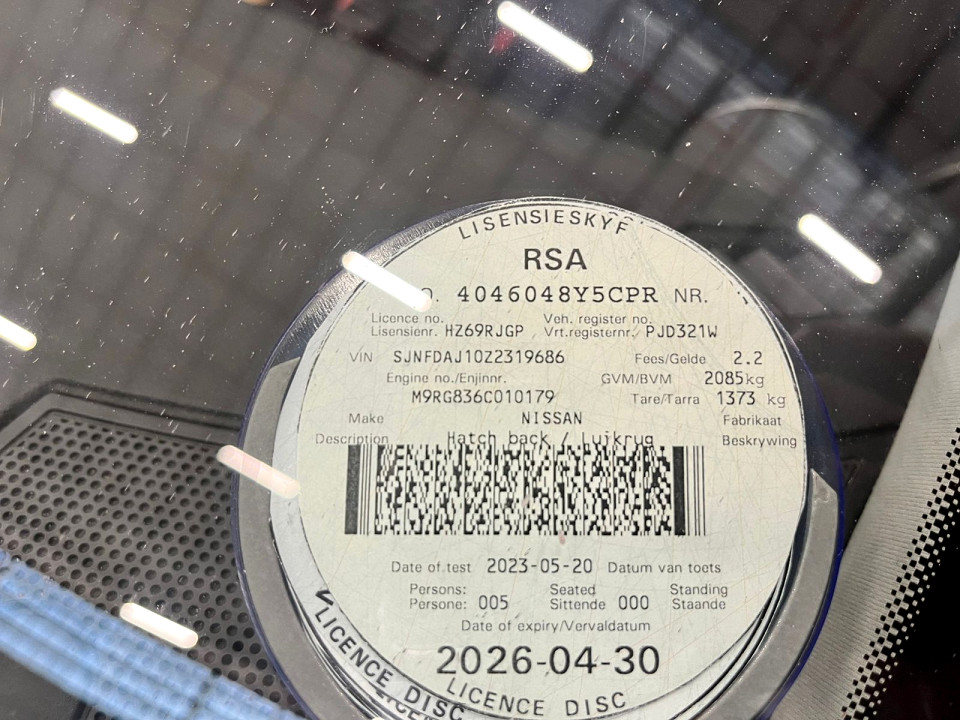 LISENSIESKYF
RSA
O. 4046048Y5CPR NR.
Licence no. Veh. register no.
Lisensienr. HZ69RJGP Vrt.registernr. PJD321W
VIN SJNFDAJ10Z2319686 Fees/Gelde 2.2
Engine no./Enjinnr. GVM/BVM 2085kg
M9RG836C010179 Tare/Tarra 1373 kg
Make NISSAN Fabrikaat
Description Hatch back / Luikrug Beskrywing
Date of test 2023-05-20 Datum van toets
Persons: Seated Standing
Persone: 005 Sittende 000 Staande
Date of expiry/Vervaldatum
2026-04-30
LICENCE DISC
LICENCE DISC